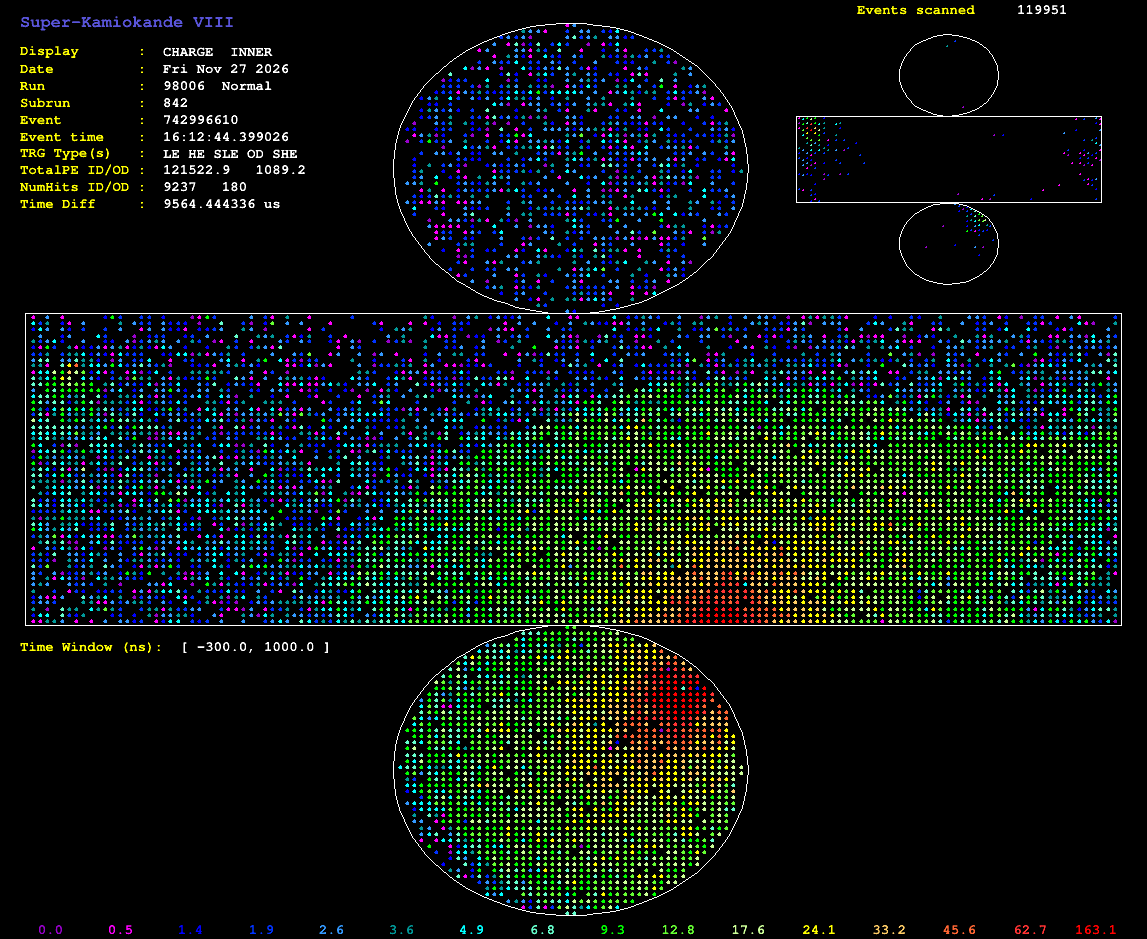 Super-Kamiokande VIII
Events scanned 119951
Display : CHARGE INNER
Date : Fri Nov 27 2026
Run : 98006 Normal
Subrun : 842
Event : 742996610
Event time : 16:12:44.399026
TRG Type(s) : LE HE SLE OD SHE
TotalPE ID/OD : 121522.9 1089.2
NumHits ID/OD : 9237 180
Time Diff : 9564.444336 us
Time Window (ns): [ -300.0, 1000.0 ]
0.0 0.5 1.4 1.9 2.6 3.6 4.9 6.8 9.3 12.8 17.6 24.1 33.2 45.6 62.7 163.1